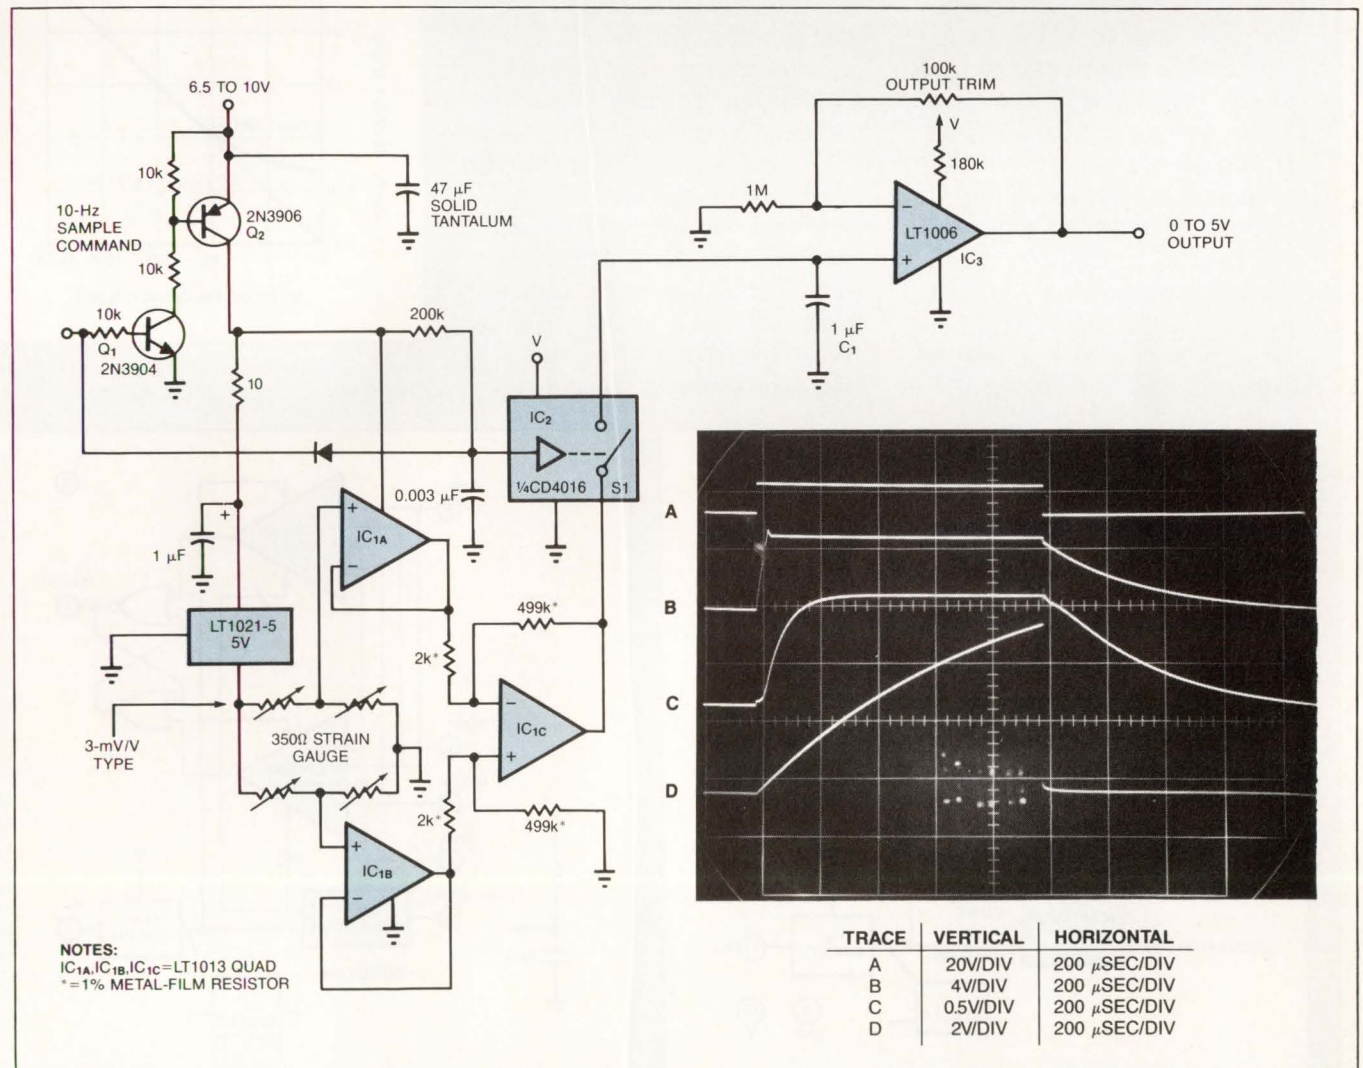 6.5 TO 10V
10k
47 μF
SOLID
TANTALUM
2N3906
Q2
10-Hz
SAMPLE
COMMAND
10k
10k
Q1
2N3904
200k
10
V
IC2
¼CD4016
S1
0.003 μF
1 μF
+
+
IC1A
−
LT1021-5
5V
499k*
2k*
3-mV/V
TYPE
350Ω STRAIN
GAUGE
−
IC1C
+
2k*
499k*
+
IC1B
−
100k
OUTPUT TRIM
V
180k
1M
−
LT1006
+
IC3
0 TO 5V
OUTPUT
1 μF
C1
A
B
C
D
TRACE VERTICAL HORIZONTAL
A 20V/DIV 200 μSEC/DIV
B 4V/DIV 200 μSEC/DIV
C 0.5V/DIV 200 μSEC/DIV
D 2V/DIV 200 μSEC/DIV
NOTES:
IC1A,IC1B,IC1C=LT1013 QUAD
*=1% METAL-FILM RESISTOR